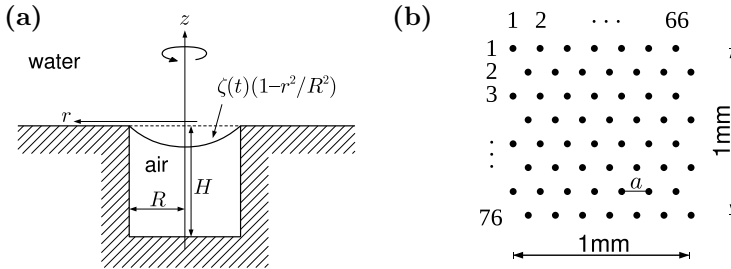 (a)
z
water
ζ(t)(1–r²/R²)
r
air
R
H
(b)
1 2 ··· 66
1
2
3
⋮
76
a
1mm
1mm